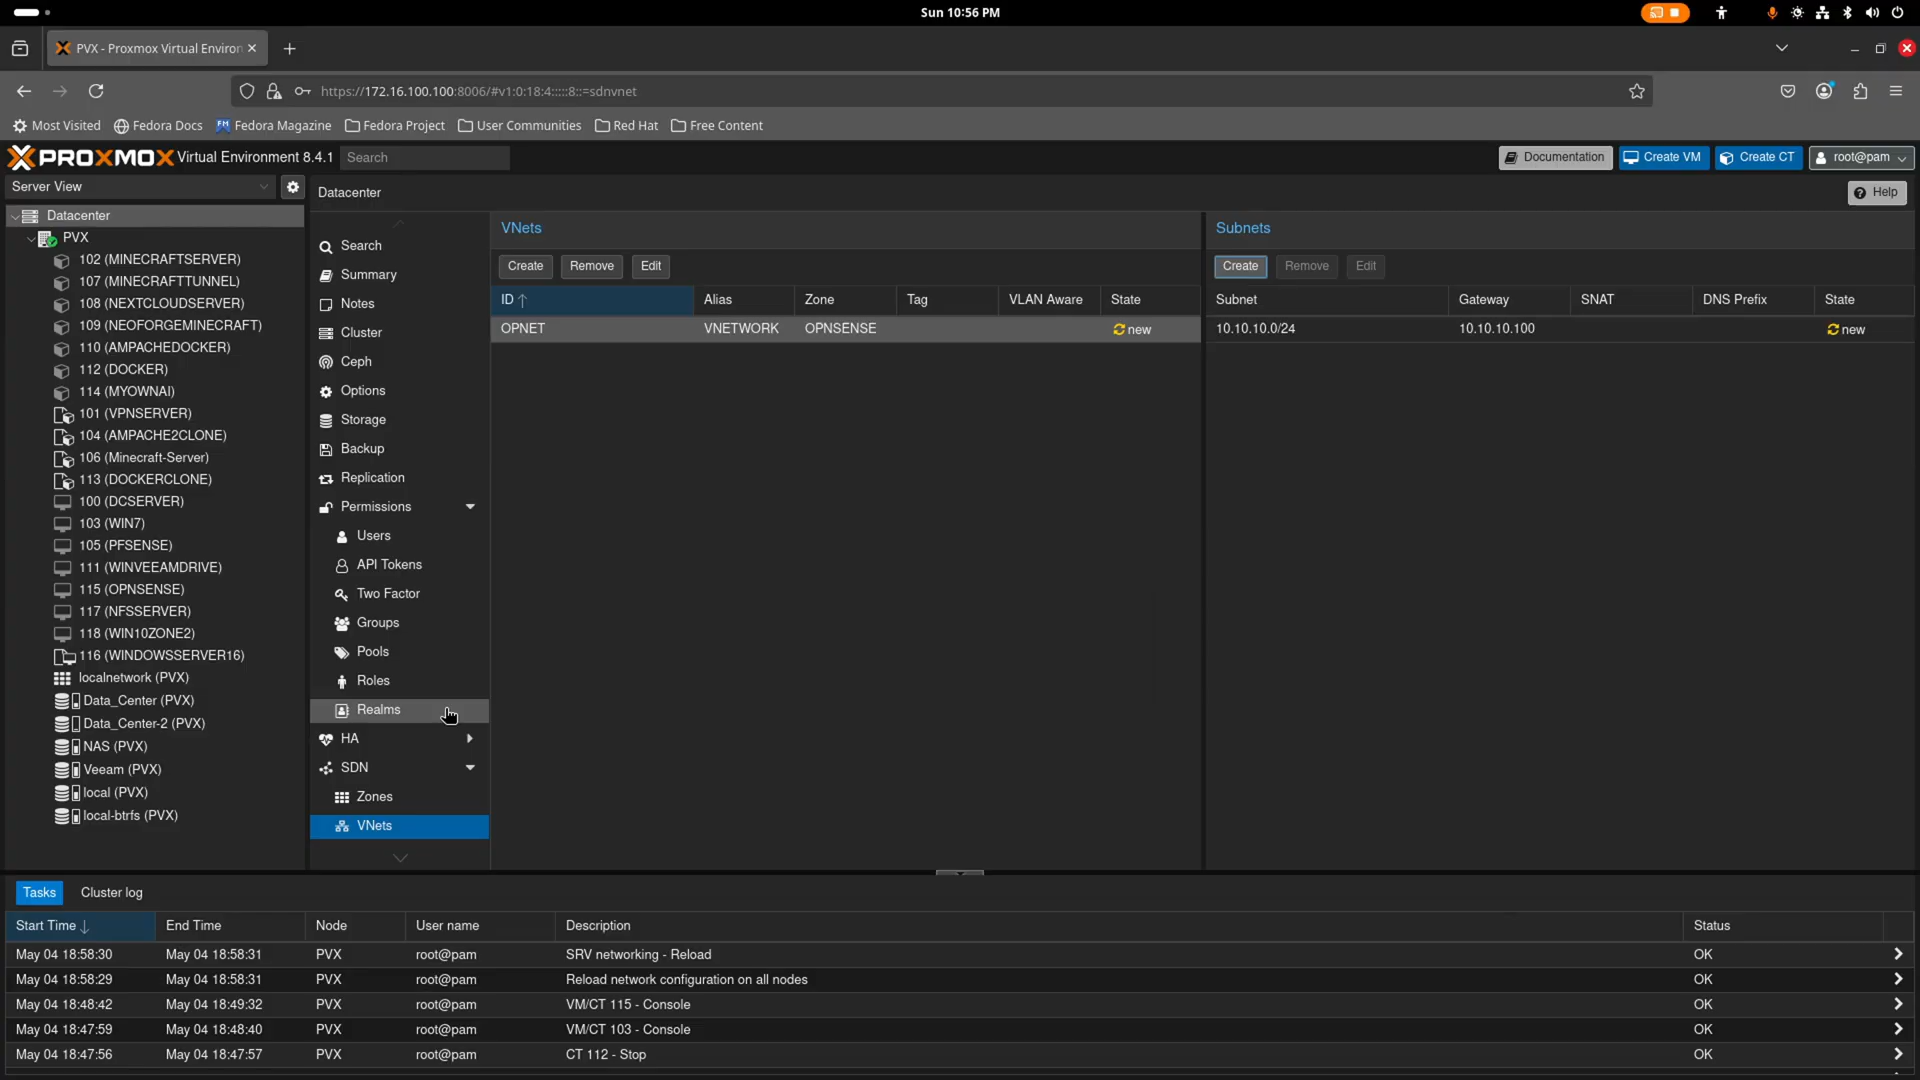 Sun 10:56 PM
PVX - Proxmox Virtual Environ
https://172.16.100.100:8006/#v1:0:18:4:::::8::=sdnvnet
Most Visited Fedora Docs Fedora Magazine Fedora Project User Communities Red Hat Free Content
PROXMOX Virtual Environment 8.4.1 Search Documentation Create VM Create CT root@pam
Server View
Datacenter
Help
Datacenter
PVX
102 (MINECRAFTSERVER)
107 (MINECRAFTTUNNEL)
108 (NEXTCLOUDSERVER)
109 (NEOFORGEMINECRAFT)
110 (AMPACHEDOCKER)
112 (DOCKER)
114 (MYOWNAI)
101 (VPNSERVER)
104 (AMPACHE2CLONE)
106 (Minecraft-Server)
113 (DOCKERCLONE)
100 (DCSERVER)
103 (WIN7)
105 (PFSENSE)
111 (WINVEEAMDRIVE)
115 (OPNSENSE)
117 (NFSSERVER)
118 (WIN10ZONE2)
116 (WINDOWSSERVER16)
localnetwork (PVX)
Data_Center (PVX)
Data_Center-2 (PVX)
NAS (PVX)
Veeam (PVX)
local (PVX)
local-btrfs (PVX)
Search
Summary
Notes
Cluster
Ceph
Options
Storage
Backup
Replication
Permissions
Users
API Tokens
Two Factor
Groups
Pools
Roles
Realms
HA
SDN
Zones
VNets
VNets
Create Remove Edit
ID Alias Zone Tag VLAN Aware State
OPNET VNETWORK OPNSENSE new
Subnets
Create Remove Edit
Subnet Gateway SNAT DNS Prefix State
10.10.10.0/24 10.10.10.100 new
Tasks Cluster log
Start Time End Time Node User name Description Status
May 04 18:58:30 May 04 18:58:31 PVX root@pam SRV networking - Reload OK
May 04 18:58:29 May 04 18:58:31 PVX root@pam Reload network configuration on all nodes OK
May 04 18:48:42 May 04 18:49:32 PVX root@pam VM/CT 115 - Console OK
May 04 18:47:59 May 04 18:48:40 PVX root@pam VM/CT 103 - Console OK
May 04 18:47:56 May 04 18:47:57 PVX root@pam CT 112 - Stop OK